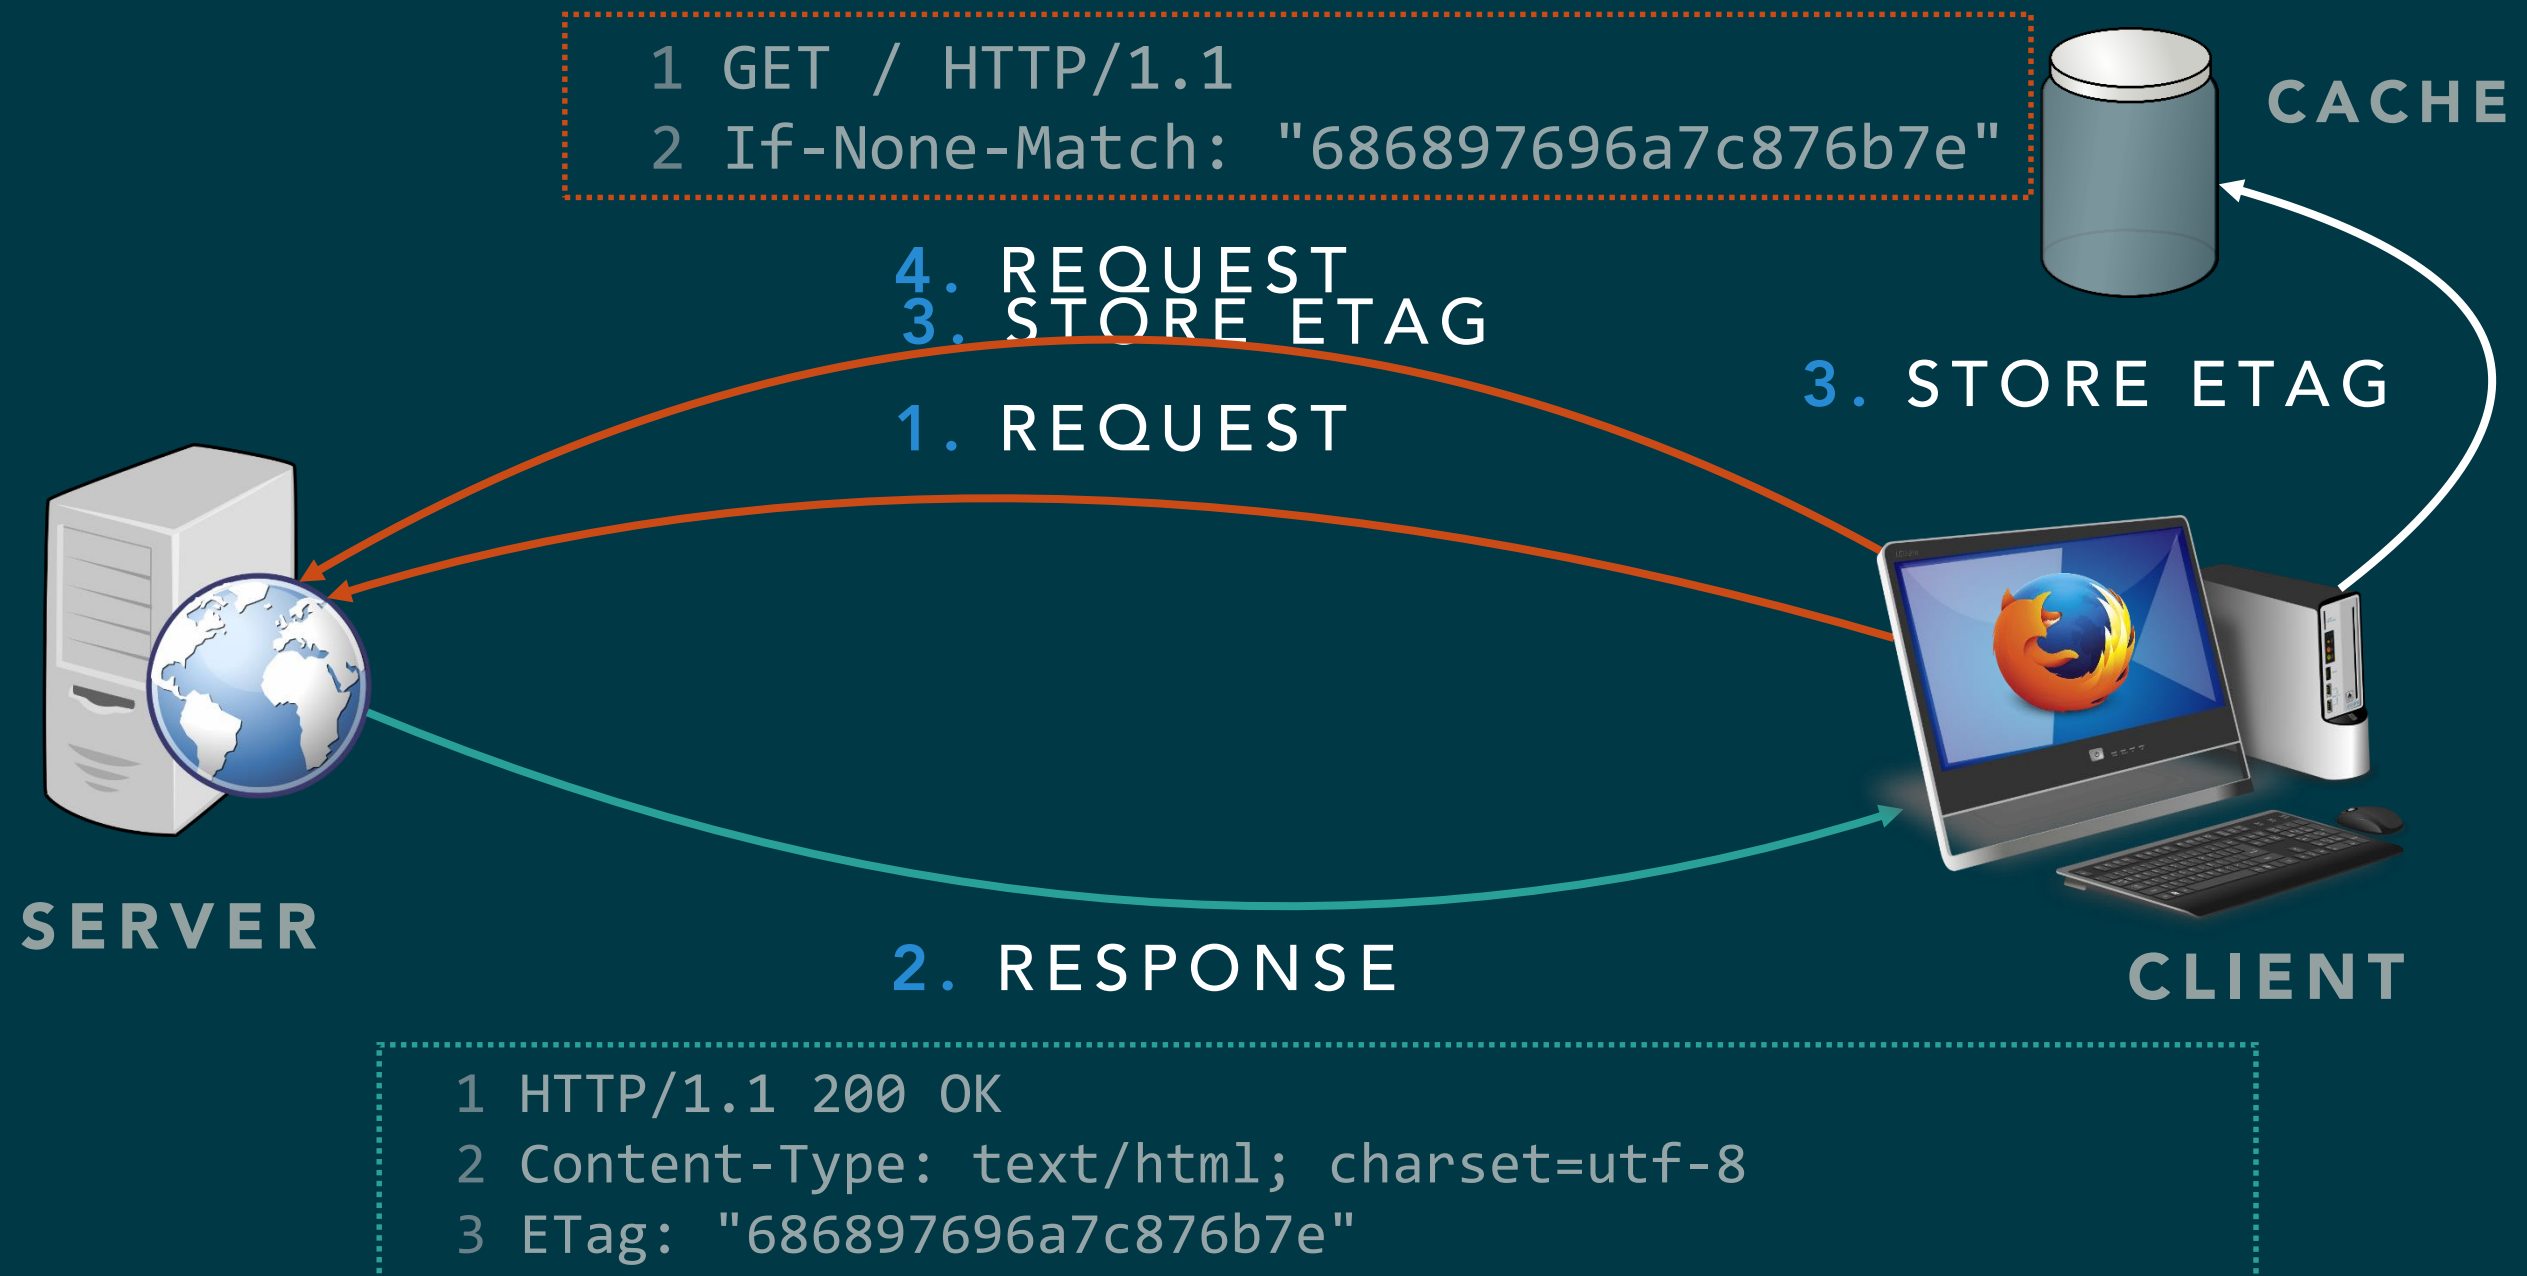 1 GET / HTTP/1.1
2 If-None-Match: "686897696a7c876b7e"
CACHE
4. REQUEST
3. STORE ETAG
3. STORE ETAG
1. REQUEST
SERVER
2. RESPONSE
CLIENT
1 HTTP/1.1 200 OK
2 Content-Type: text/html; charset=utf-8
3 ETag: "686897696a7c876b7e"